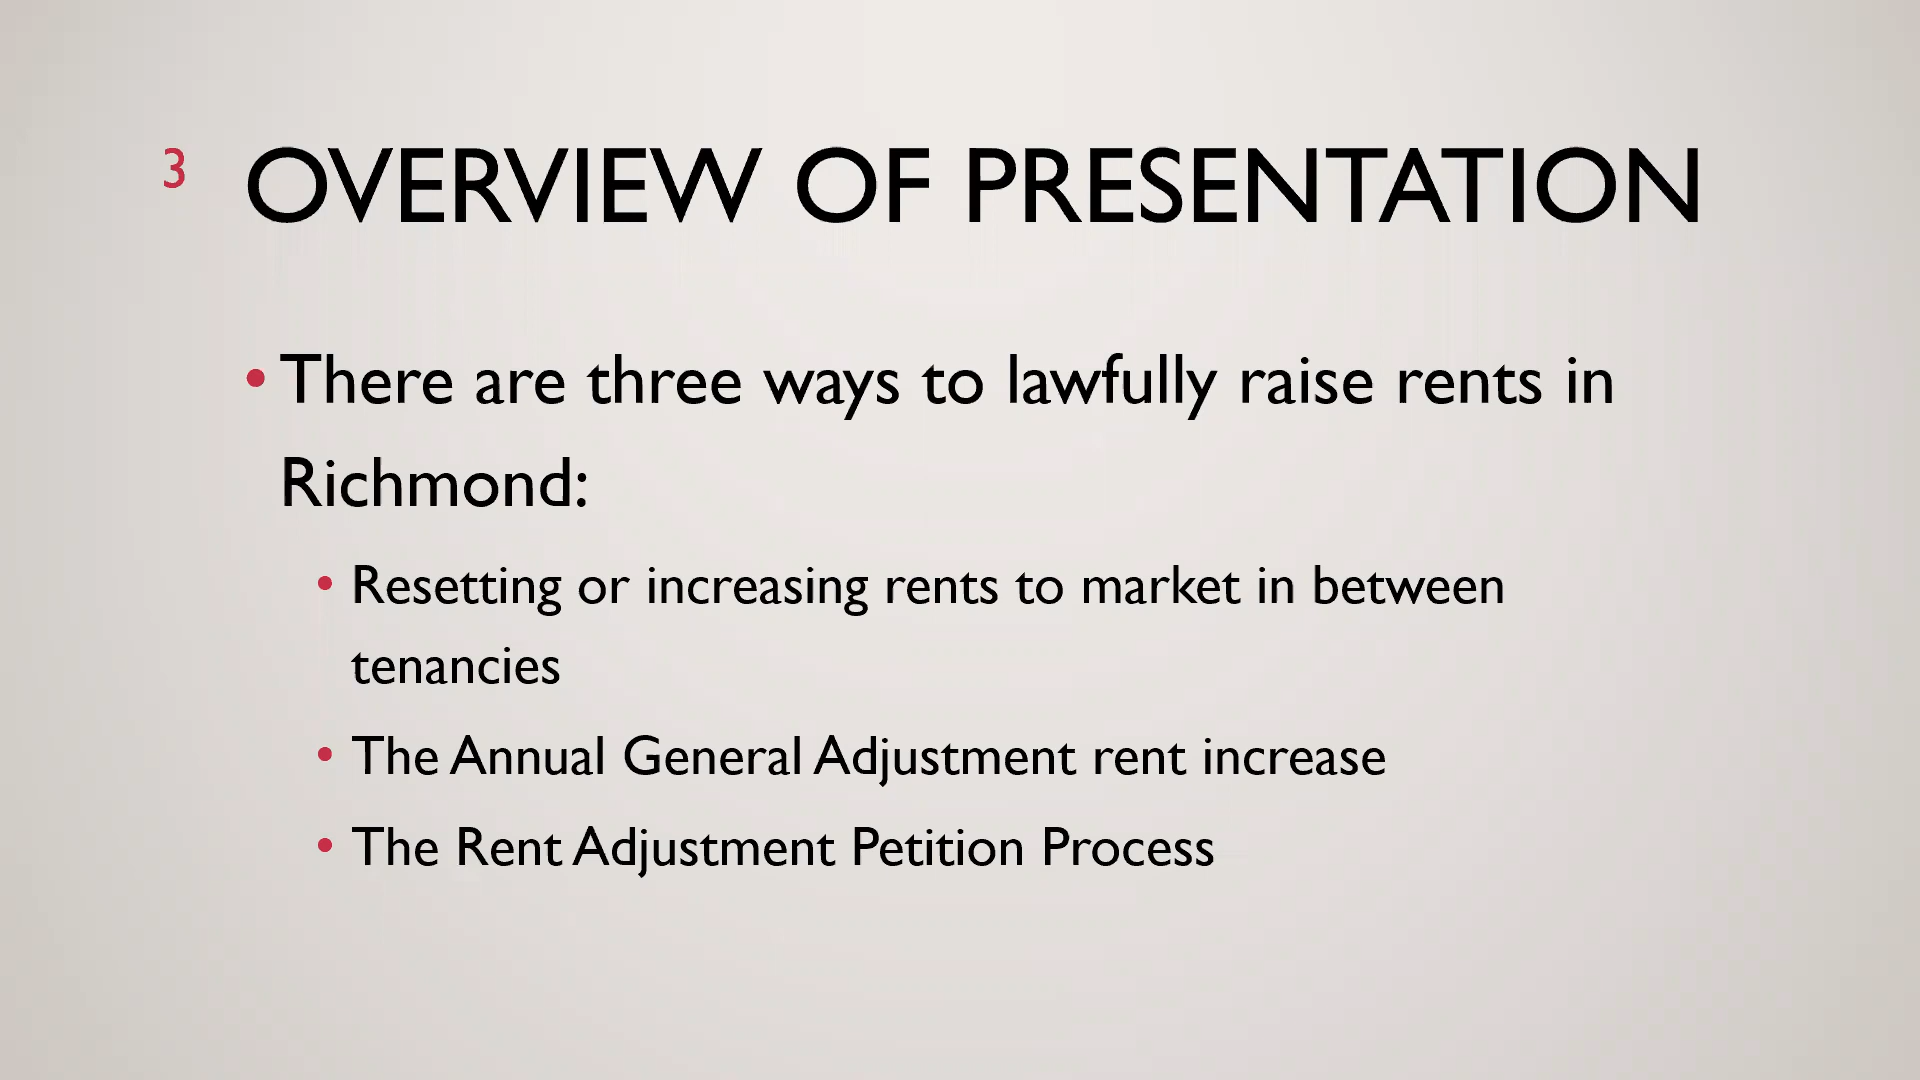 3
OVERVIEW OF PRESENTATION
• There are three ways to lawfully raise rents in
Richmond:
• Resetting or increasing rents to market in between
tenancies
• The Annual General Adjustment rent increase
• The Rent Adjustment Petition Process